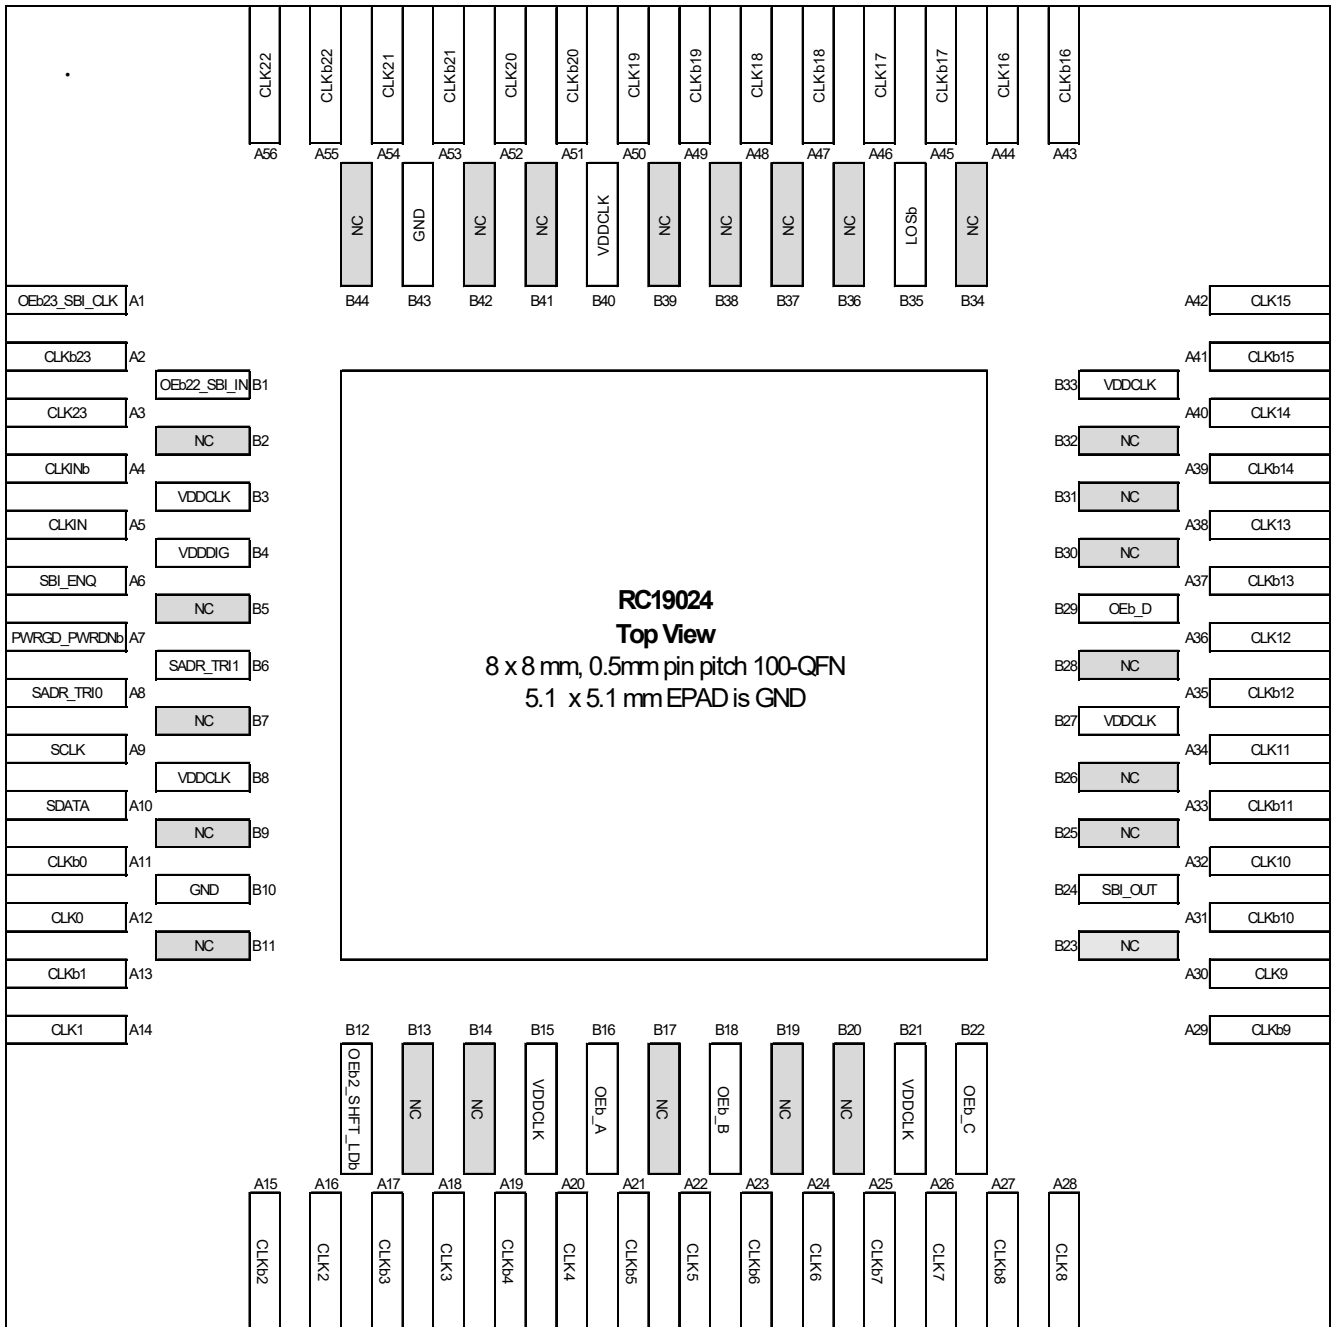 CLK22 CLKb22 CLK21 CLKb21 CLK20 CLKb20 CLK19 CLKb19 CLK18 CLKb18 CLK17 CLKb17 CLK16 CLKb16
A56 A55 A54 A53 A52 A51 A50 A49 A48 A47 A46 A45 A44 A43
NC GND NC NC VDDCLK NC NC NC NC LOSb NC
B44 B43 B42 B41 B40 B39 B38 B37 B36 B35 B34
OEb23_SBI_CLK A1
CLKb23 A2
OEb22_SBI_IN B1
CLK23 A3
NC B2
CLKINb A4
VDDCLK B3
CLKIN A5
VDDDIG B4
SBI_ENQ A6
NC B5
PWRGD_PWRDNb A7
SADR_TRI1 B6
SADR_TRI0 A8
NC B7
SCLK A9
VDDCLK B8
SDATA A10
NC B9
CLKb0 A11
GND B10
CLK0 A12
NC B11
CLKb1 A13
CLK1 A14
RC19024
Top View
8 x 8 mm, 0.5mm pin pitch 100-QFN
5.1 x 5.1 mm EPAD is GND
A42 CLK15
A41 CLKb15
B33 VDDCLK
A40 CLK14
B32 NC
A39 CLKb14
B31 NC
A38 CLK13
B30 NC
A37 CLKb13
B29 OEb_D
A36 CLK12
B28 NC
A35 CLKb12
B27 VDDCLK
A34 CLK11
B26 NC
A33 CLKb11
B25 NC
A32 CLK10
B24 SBI_OUT
A31 CLKb10
B23 NC
A30 CLK9
A29 CLKb9
B12 B13 B14 B15 B16 B17 B18 B19 B20 B21 B22
OEb2_SHFT_LDb NC NC VDDCLK OEb_A NC OEb_B NC NC VDDCLK OEb_C
A15 A16 A17 A18 A19 A20 A21 A22 A23 A24 A25 A26 A27 A28
CLKb2 CLK2 CLKb3 CLK3 CLKb4 CLK4 CLKb5 CLK5 CLKb6 CLK6 CLKb7 CLK7 CLKb8 CLK8